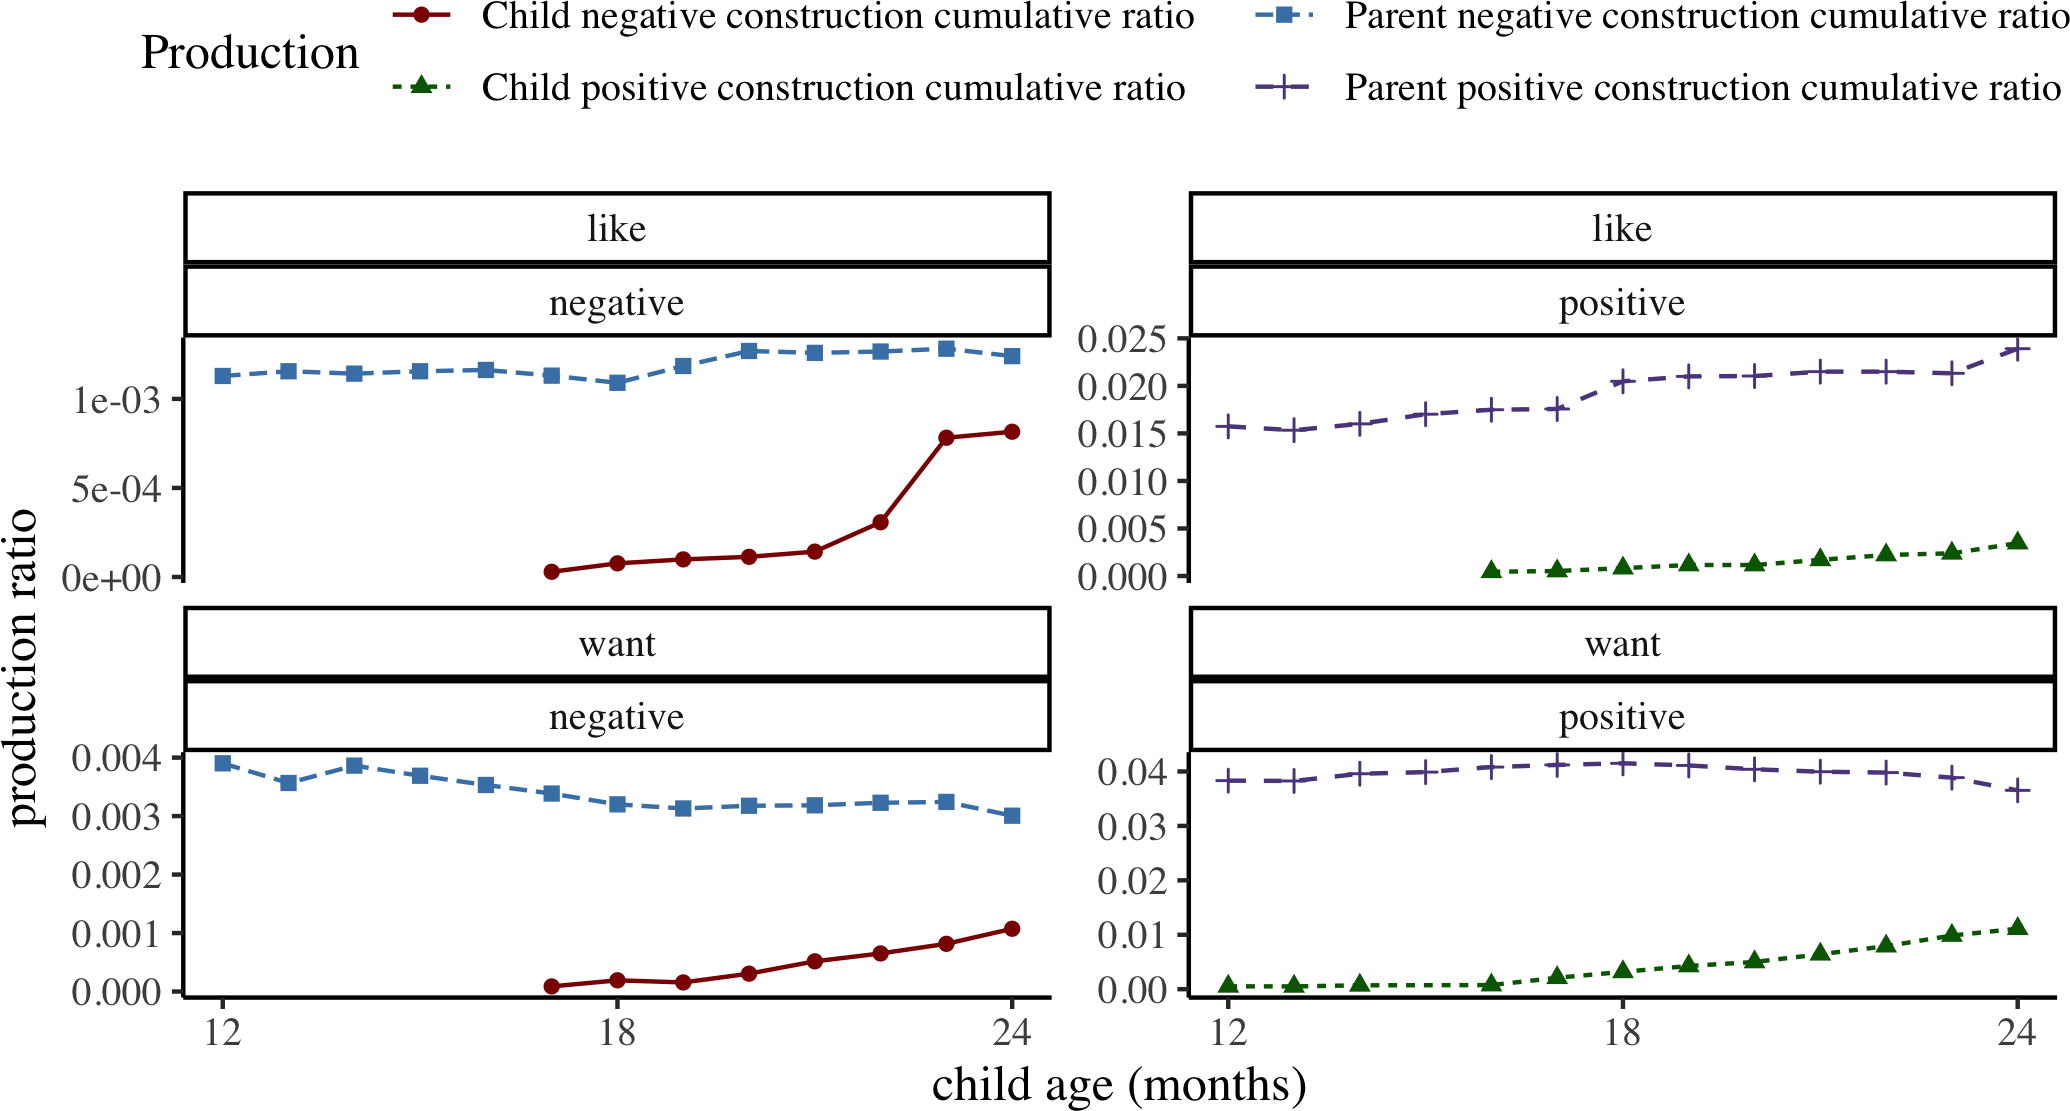 Production
Child negative construction cumulative ratio
Parent negative construction cumulative ratio
Child positive construction cumulative ratio
Parent positive construction cumulative ratio
like
negative
1e-03
5e-04
0e+00
like
positive
0.025
0.020
0.015
0.010
0.005
0.000
want
negative
0.004
0.003
0.002
0.001
0.000
12
18
24
want
positive
0.04
0.03
0.02
0.01
0.00
12
18
24
production ratio
child age (months)